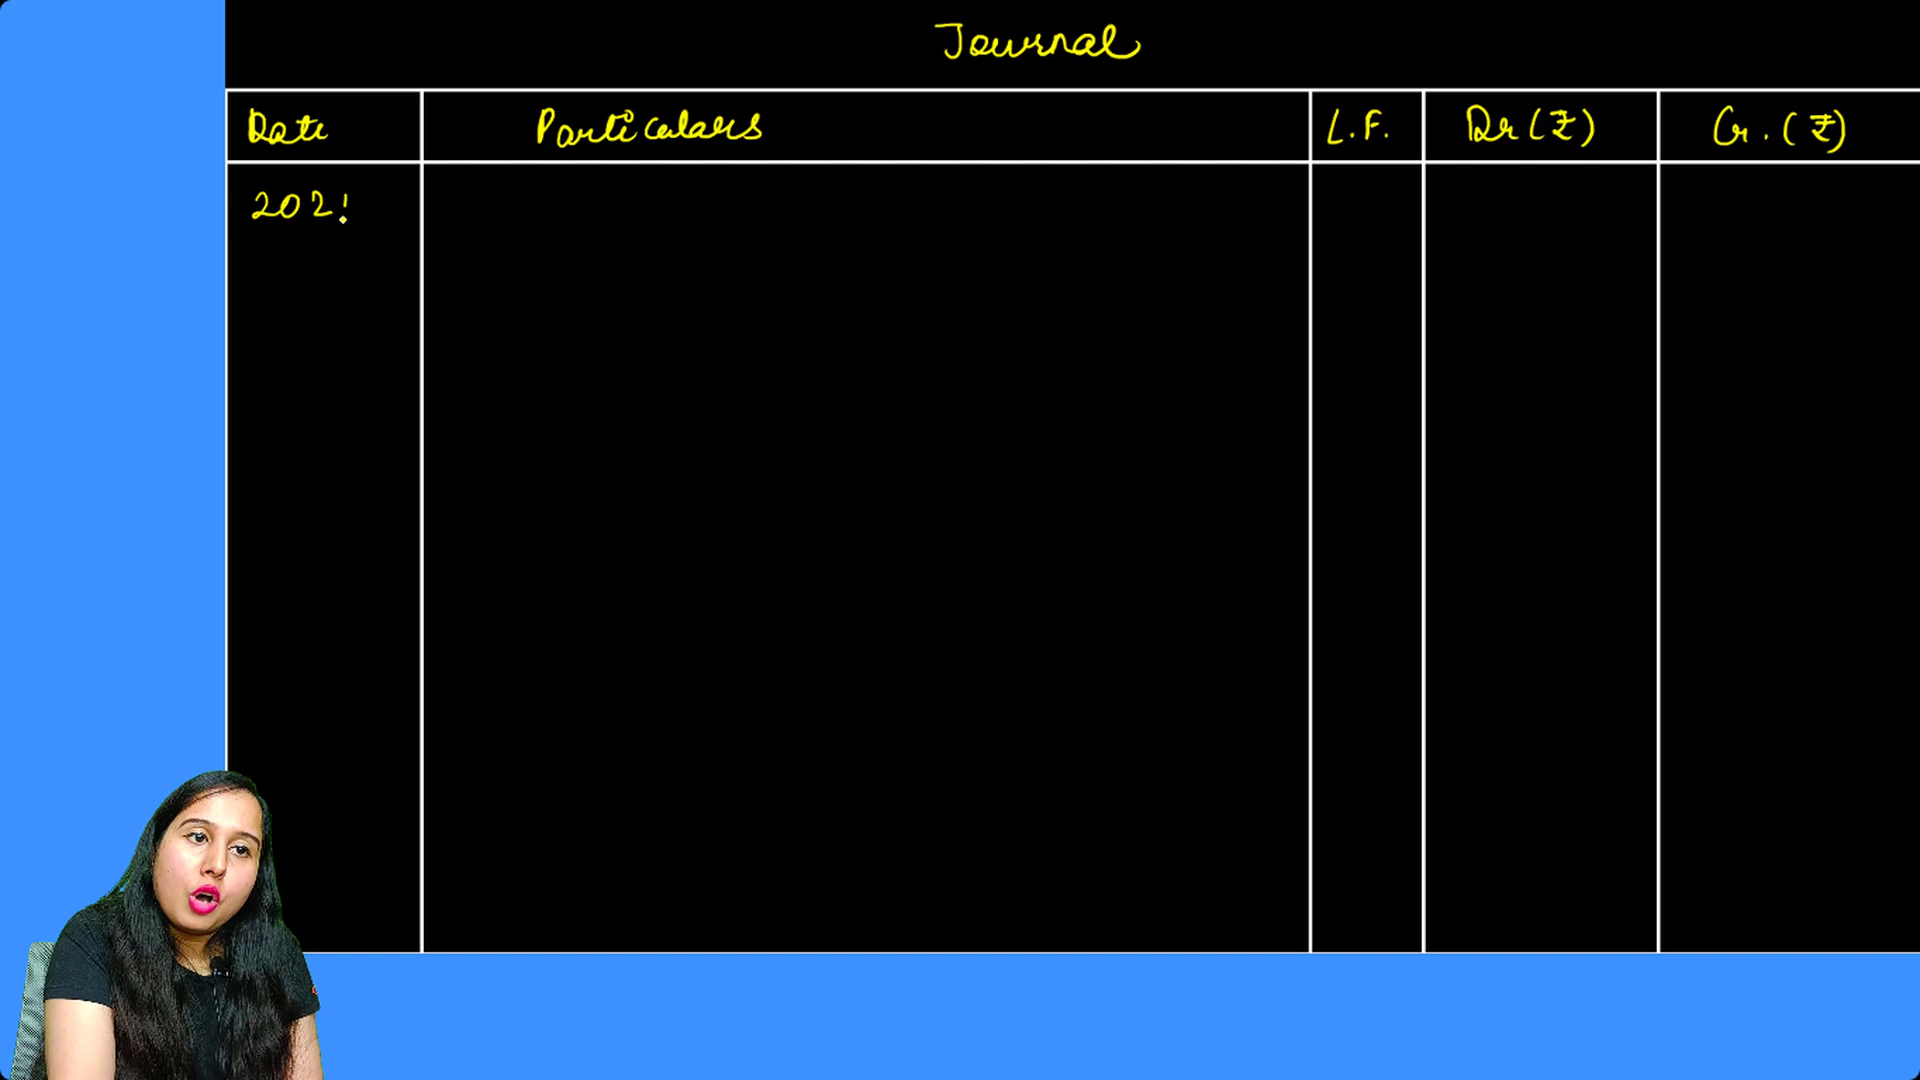 Journal
Date Particulars L.F. Dr (₹) Cr. (₹)
2021